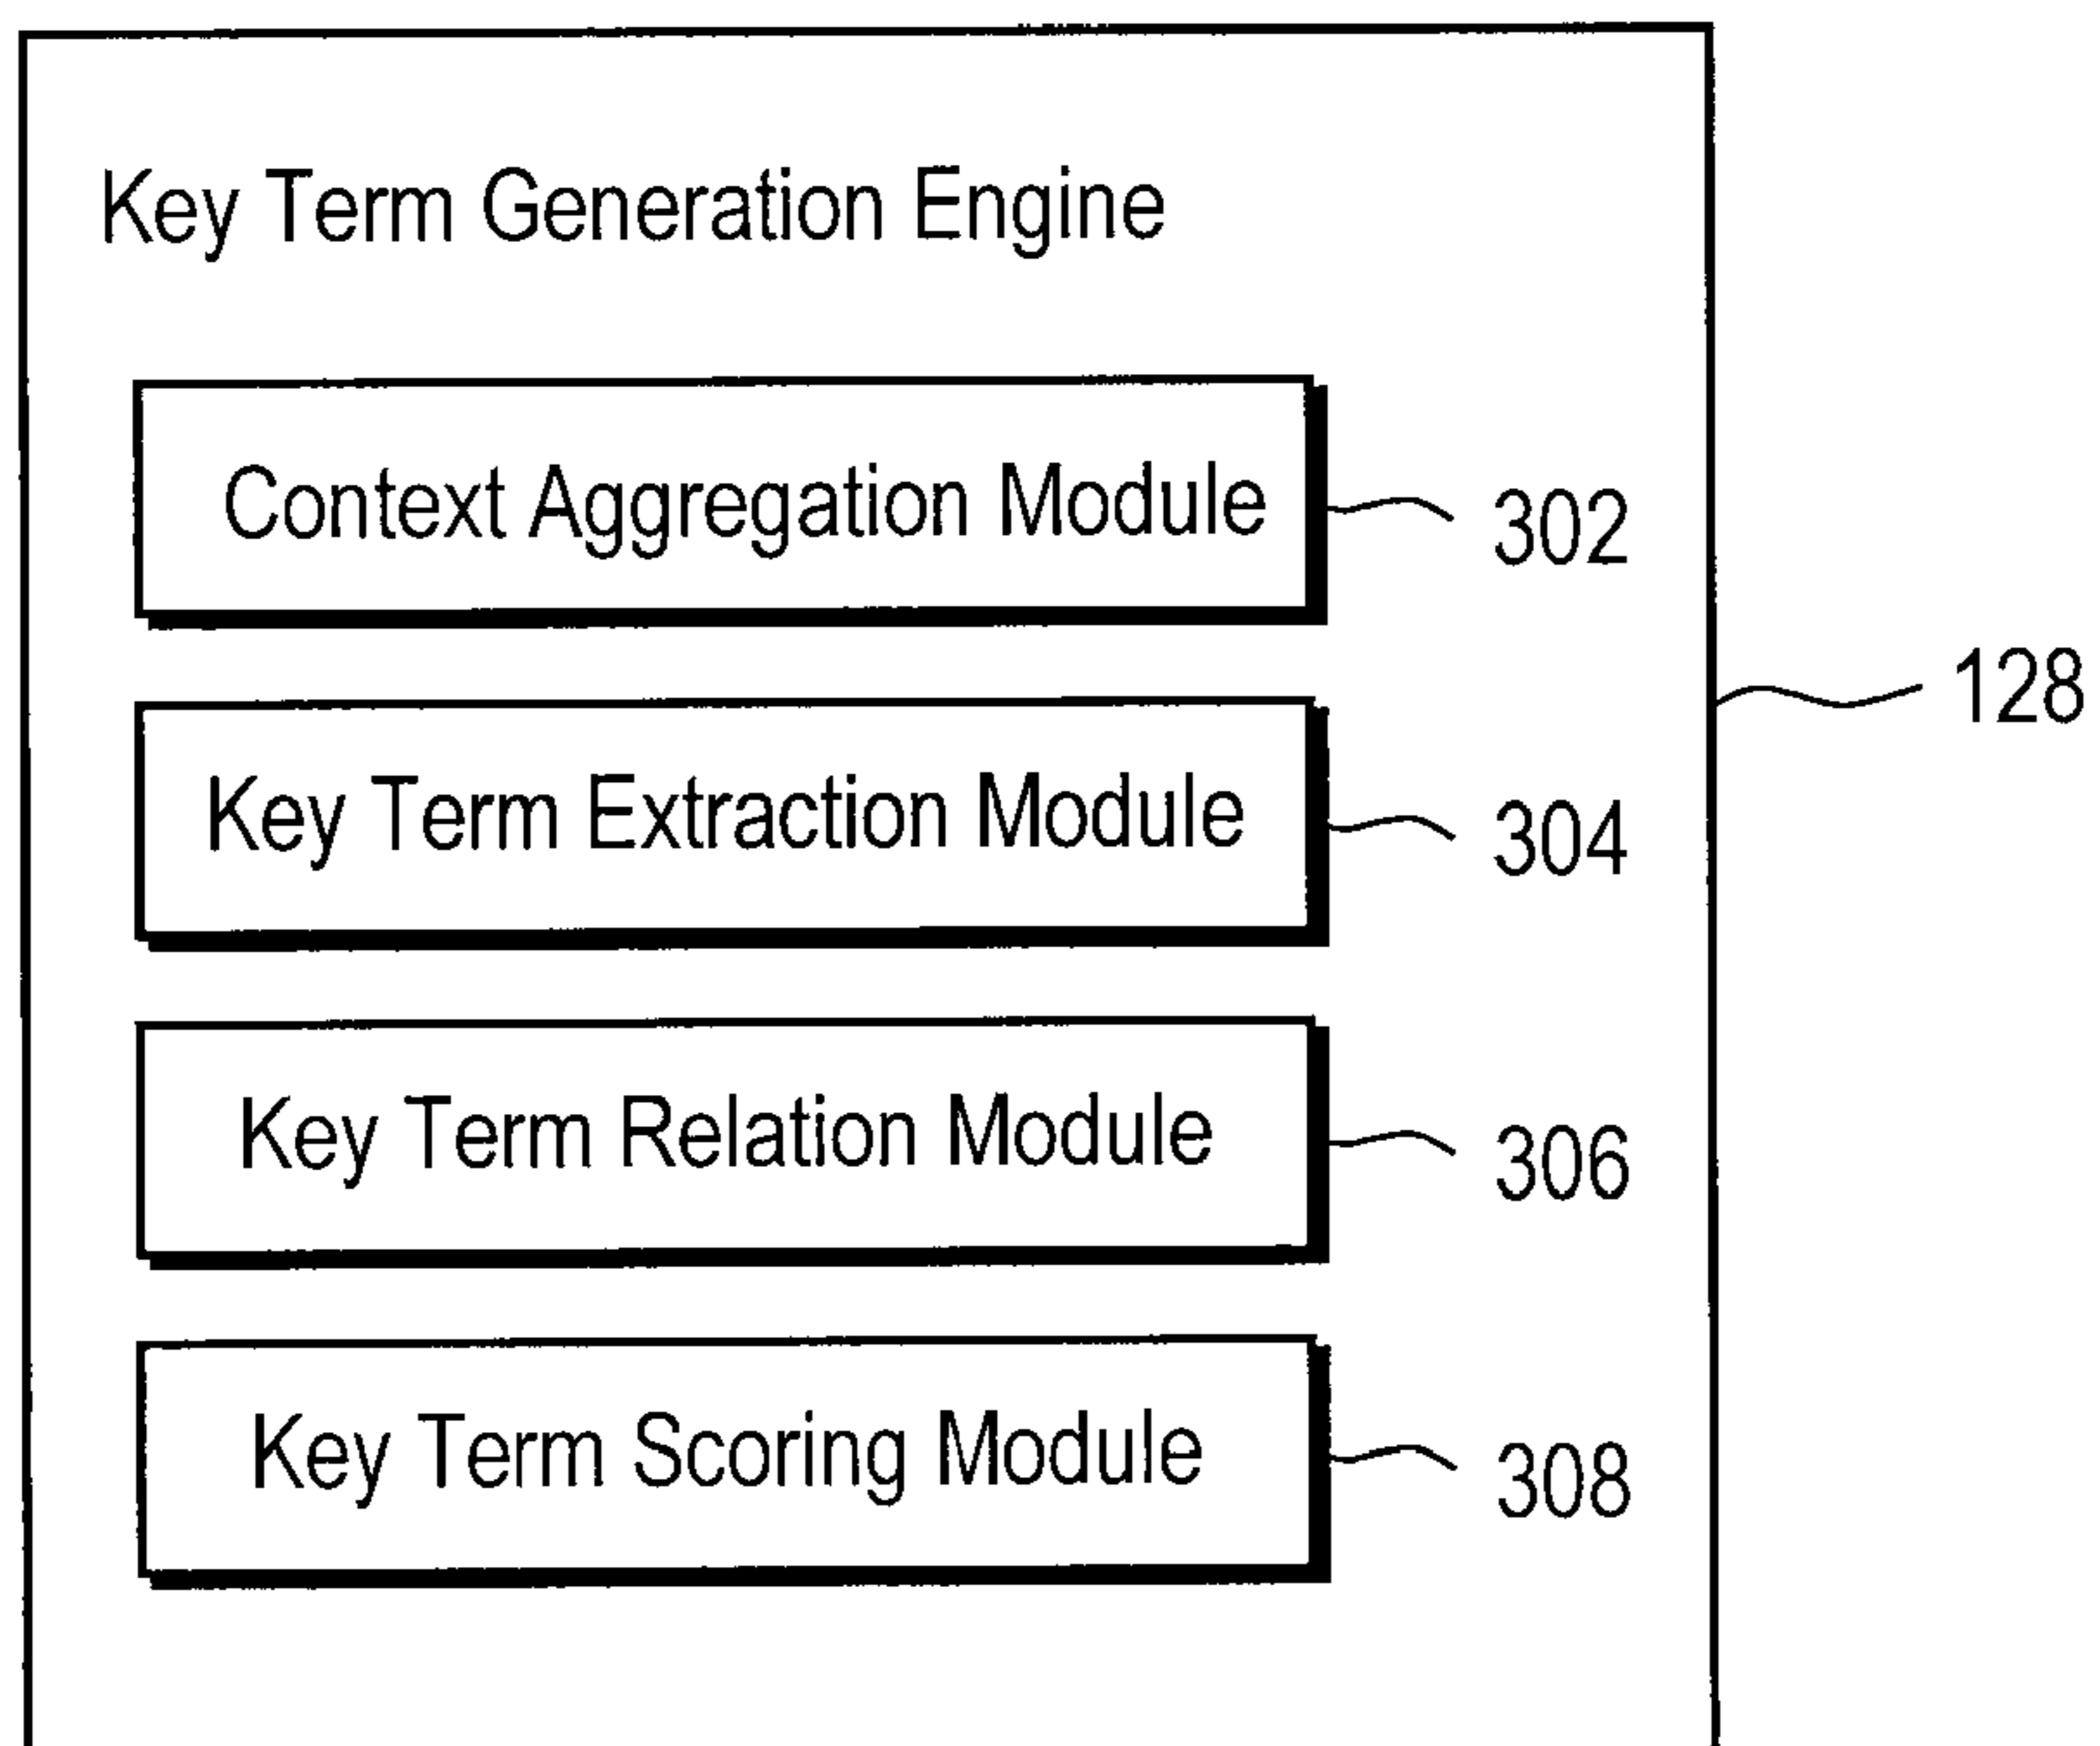 Key Term Generation Engine
Context Aggregation Module
302
128
Key Term Extraction Module
304
Key Term Relation Module
306
Key Term Scoring Module
308